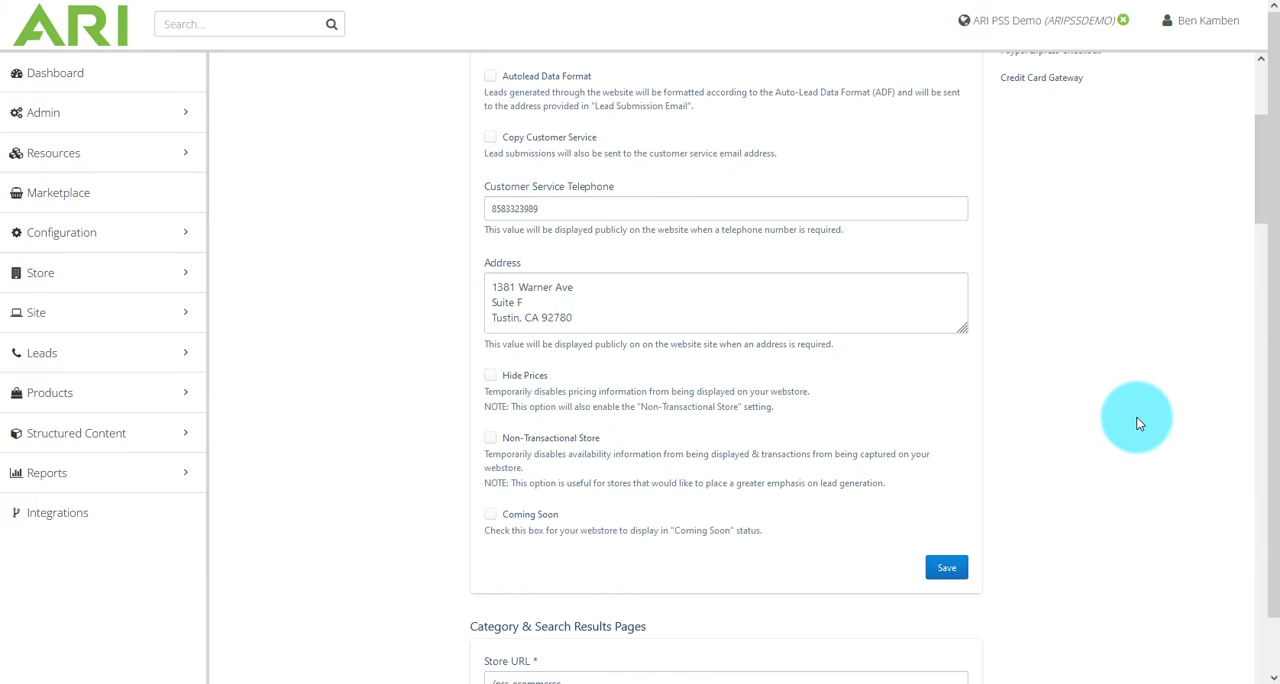 ARI
Search...
ARI PSS Demo (ARIPSSDEMO)
Ben Kamben
Dashboard
Admin
Resources
Marketplace
Configuration
Store
Site
Leads
Products
Structured Content
Reports
Integrations
Autolead Data Format
Leads generated through the website will be formatted according to the Auto-Lead Data Format (ADF) and will be sent
to the address provided in "Lead Submission Email".
Copy Customer Service
Lead submissions will also be sent to the customer service email address.
Customer Service Telephone
8583323989
This value will be displayed publicly on the website when a telephone number is required.
Address
1381 Warner Ave
Suite F
Tustin, CA 92780
This value will be displayed publicly on on the website site when an address is required.
Hide Prices
Temporarily disables pricing information from being displayed on your webstore.
NOTE: This option will also enable the "Non-Transactional Store" setting.
Non-Transactional Store
Temporarily disables availability information from being displayed & transactions from being captured on your
webstore.
NOTE: This option is useful for stores that would like to place a greater emphasis on lead generation.
Coming Soon
Check this box for your webstore to display in "Coming Soon" status.
Save
Category & Search Results Pages
Store URL *
/pss-ecommerce
Paypal Express Checkout
Credit Card Gateway